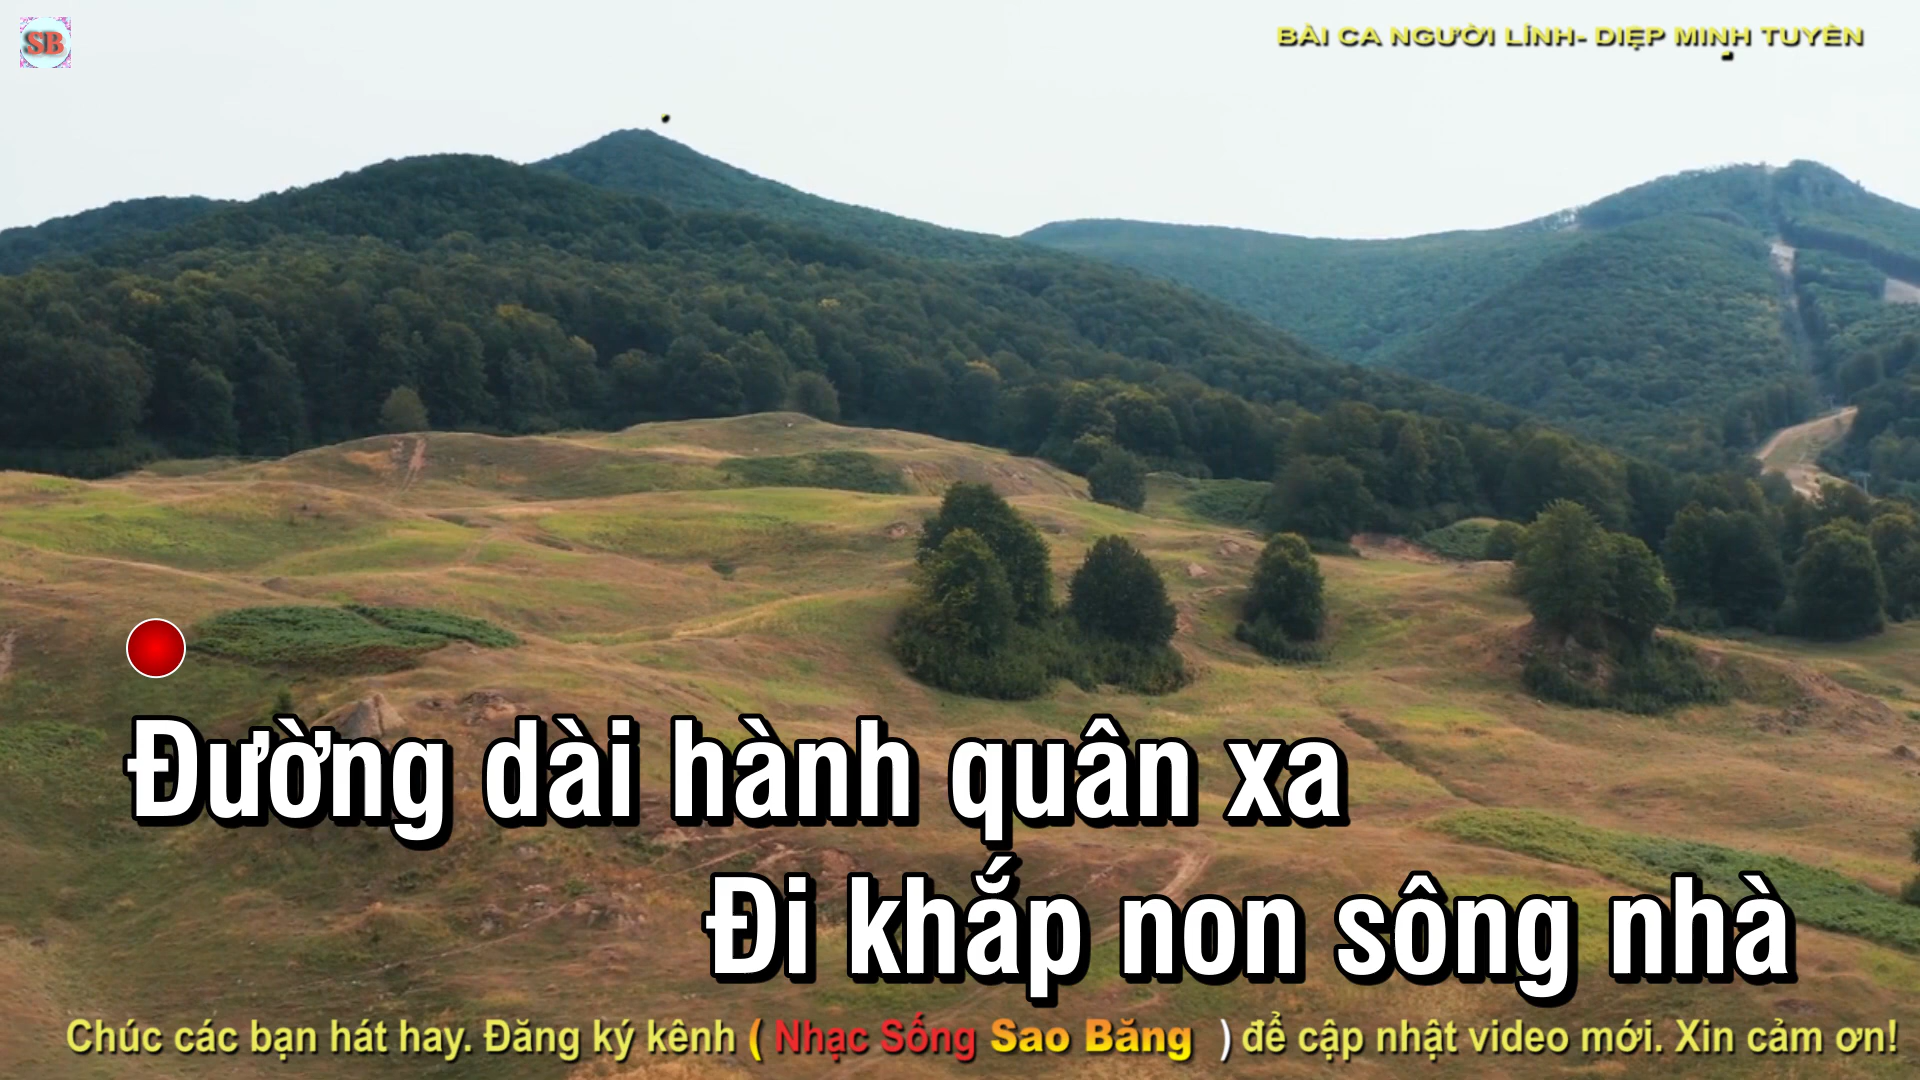 SB
BÀI CA NGƯỜI LÍNH- DIỆP MINH TUYỀN
Đường dài hành quân xa
Đi khắp non sông nhà
Chúc các bạn hát hay. Đăng ký kênh ( Nhạc Sống Sao Băng ) để cập nhật video mới. Xin cảm ơn!